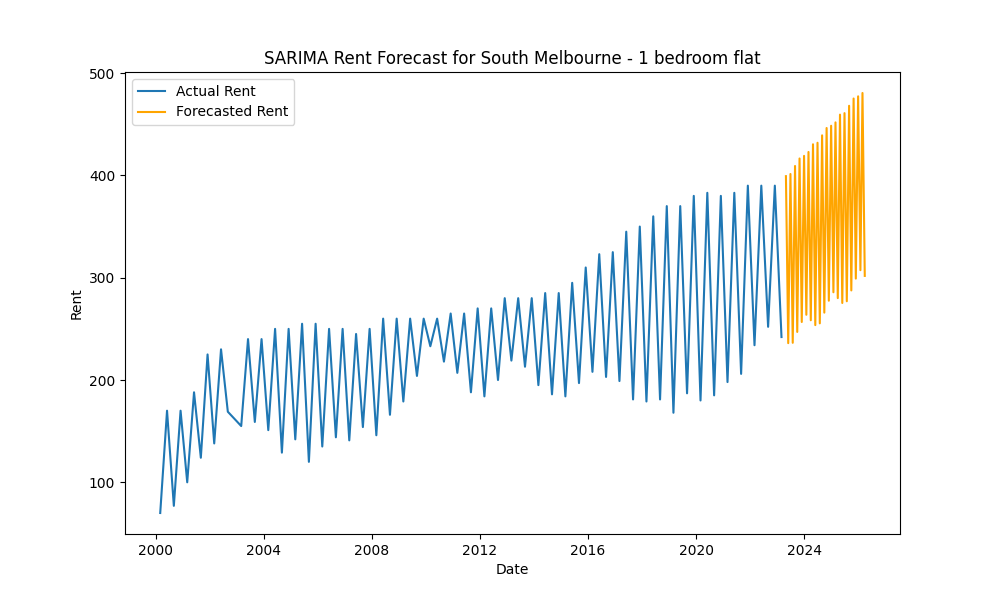 SARIMA Rent Forecast for South Melbourne - 1 bedroom flat
Actual Rent
Forecasted Rent
500
400
300
200
100
Rent
2000 2004 2008 2012 2016 2020 2024
Date